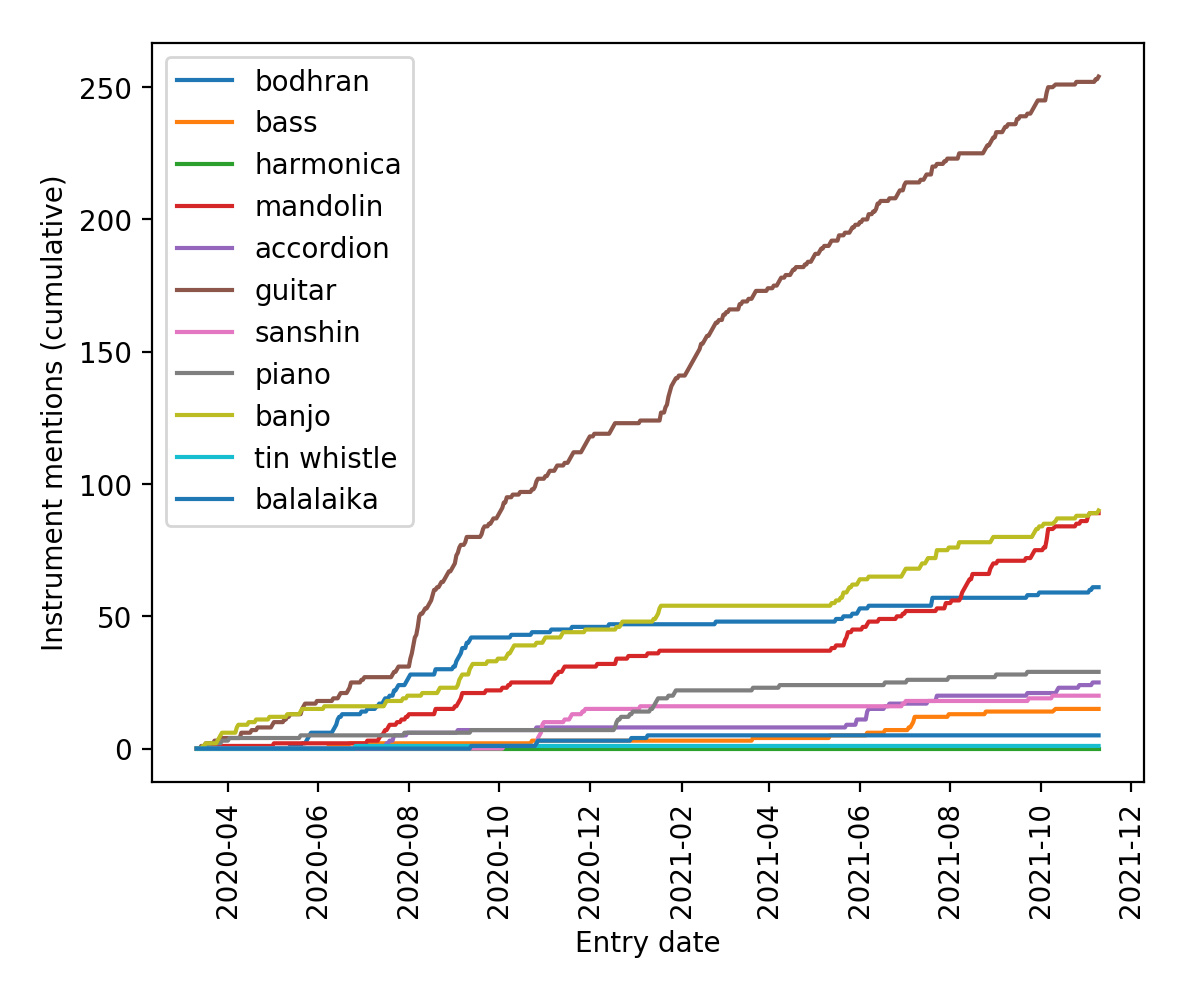 250
200
150
100
50
0
Instrument mentions (cumulative)
bodhran
bass
harmonica
mandolin
accordion
guitar
sanshin
piano
banjo
tin whistle
balalaika
2020-04
2020-06
2020-08
2020-10
2020-12
2021-02
2021-04
2021-06
2021-08
2021-10
2021-12
Entry date